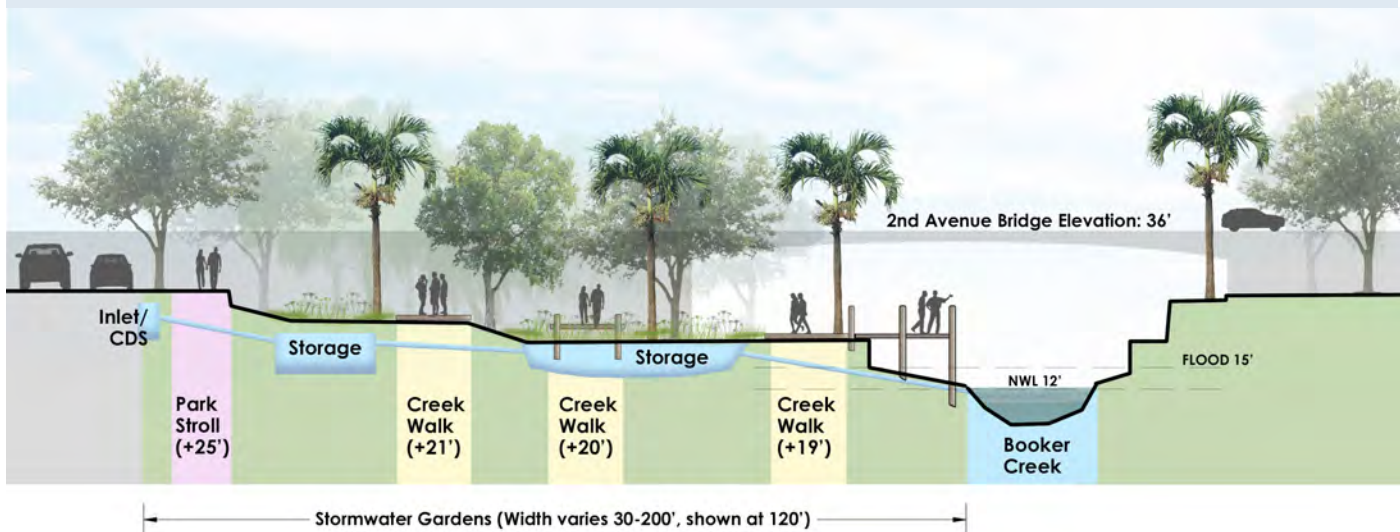 2nd Avenue Bridge Elevation: 36'
Inlet/
CDS
Storage
Storage
FLOOD 15'
NWL 12'
Park
Stroll
(+25')
Creek
Walk
(+21')
Creek
Walk
(+20')
Creek
Walk
(+19')
Booker
Creek
Stormwater Gardens (Width varies 30-200', shown at 120')